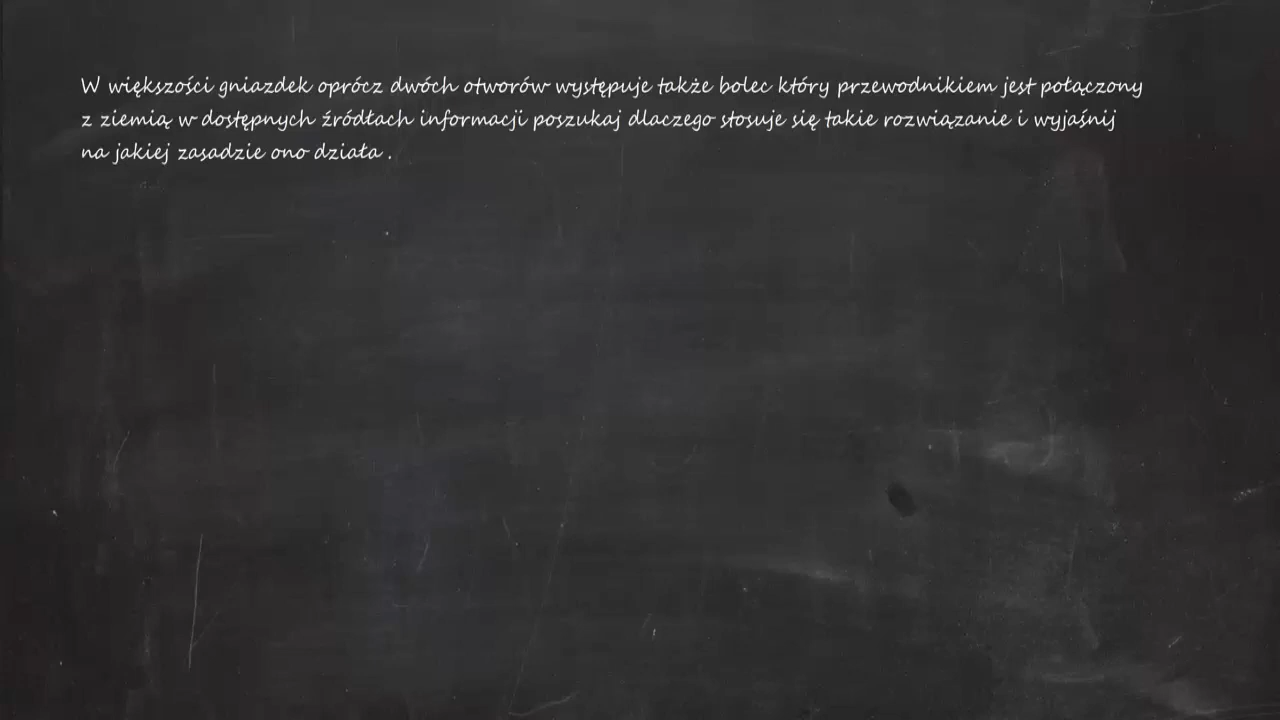 W większości gniazdek oprócz dwóch otworów występuje także bolec który przewodnikiem jest połączony
z ziemią w dostępnych źródłach informacji poszukaj dlaczego stosuje się takie rozwiązanie i wyjaśnij
na jakiej zasadzie ono działa .